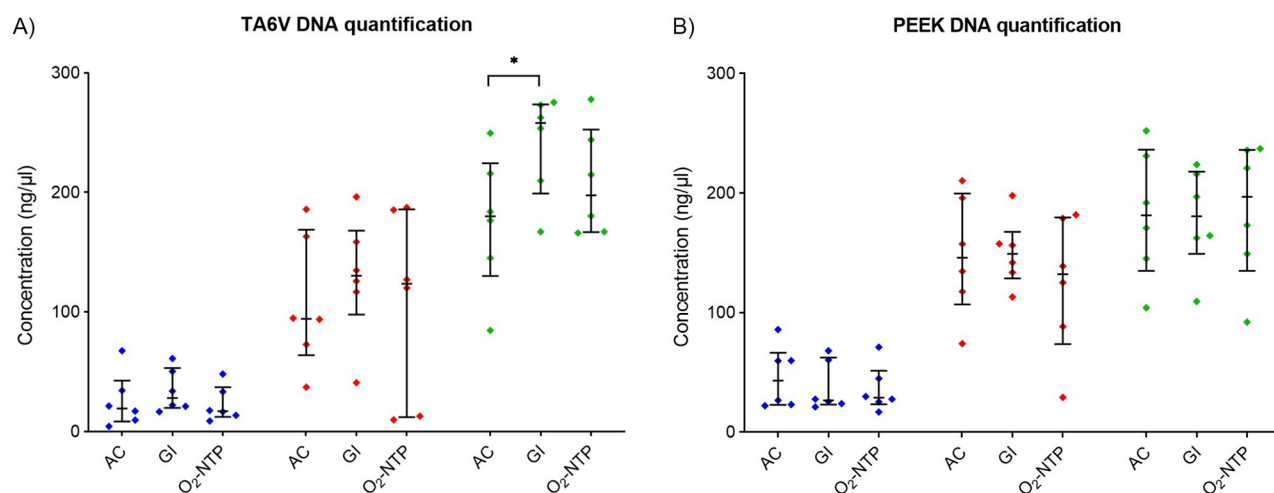 A)
TA6V DNA quantification
Concentration (ng/µl)
300
200
100
0
*
AC
GI
O₂-NTP
AC
GI
O₂-NTP
AC
GI
O₂-NTP
B)
PEEK DNA quantification
Concentration (ng/µl)
300
200
100
0
AC
GI
O₂-NTP
AC
GI
O₂-NTP
AC
GI
O₂-NTP